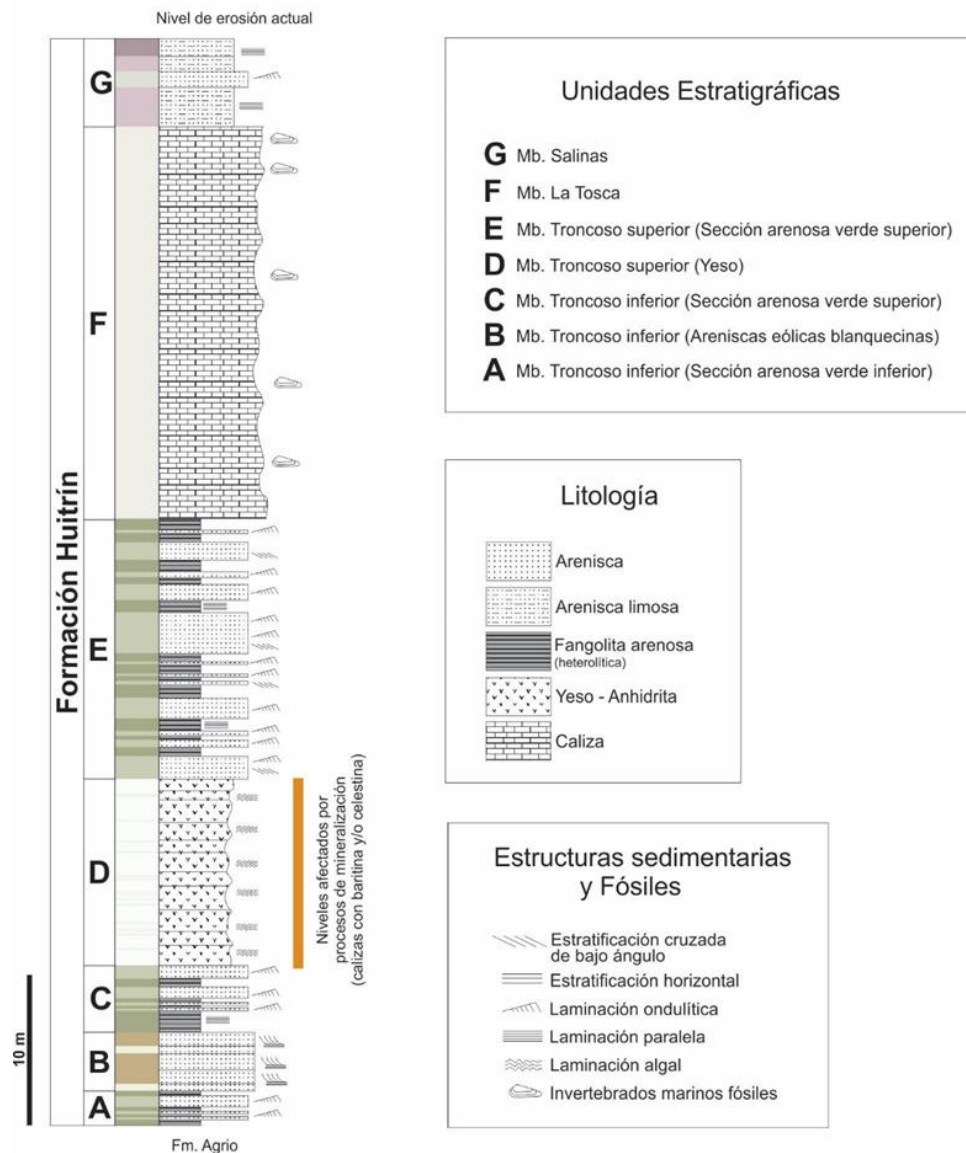 Nivel de erosión actual
Formación Huitrín
G
F
E
D
C
B
A
10 m
Niveles afectados por
procesos de mineralización
(calizas con baritina y/o celestina)
Fm. Agrio
Unidades Estratigráficas
G Mb. Salinas
F Mb. La Tosca
E Mb. Troncoso superior (Sección arenosa verde superior)
D Mb. Troncoso superior (Yeso)
C Mb. Troncoso inferior (Sección arenosa verde superior)
B Mb. Troncoso inferior (Areniscas eólicas blanquecinas)
A Mb. Troncoso inferior (Sección arenosa verde inferior)
Litología
Arenisca
Arenisca limosa
Fangolita arenosa
(heterolítica)
Yeso - Anhidrita
Caliza
Estructuras sedimentarias
y Fósiles
Estratificación cruzada
de bajo ángulo
Estratificación horizontal
Laminación ondulítica
Laminación paralela
Laminación algal
Invertebrados marinos fósiles